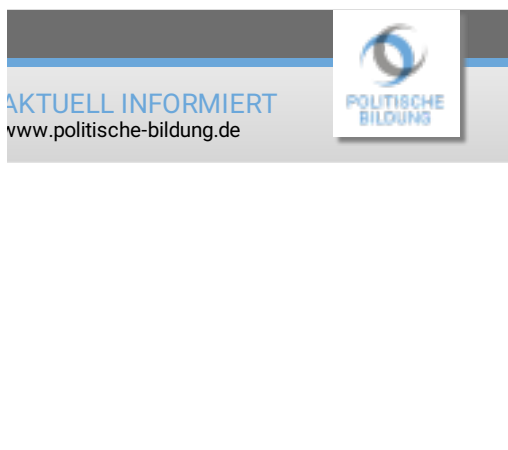 AKTUELL INFORMIERT
www.politische-bildung.de
POLITISCHE
BILDUNG